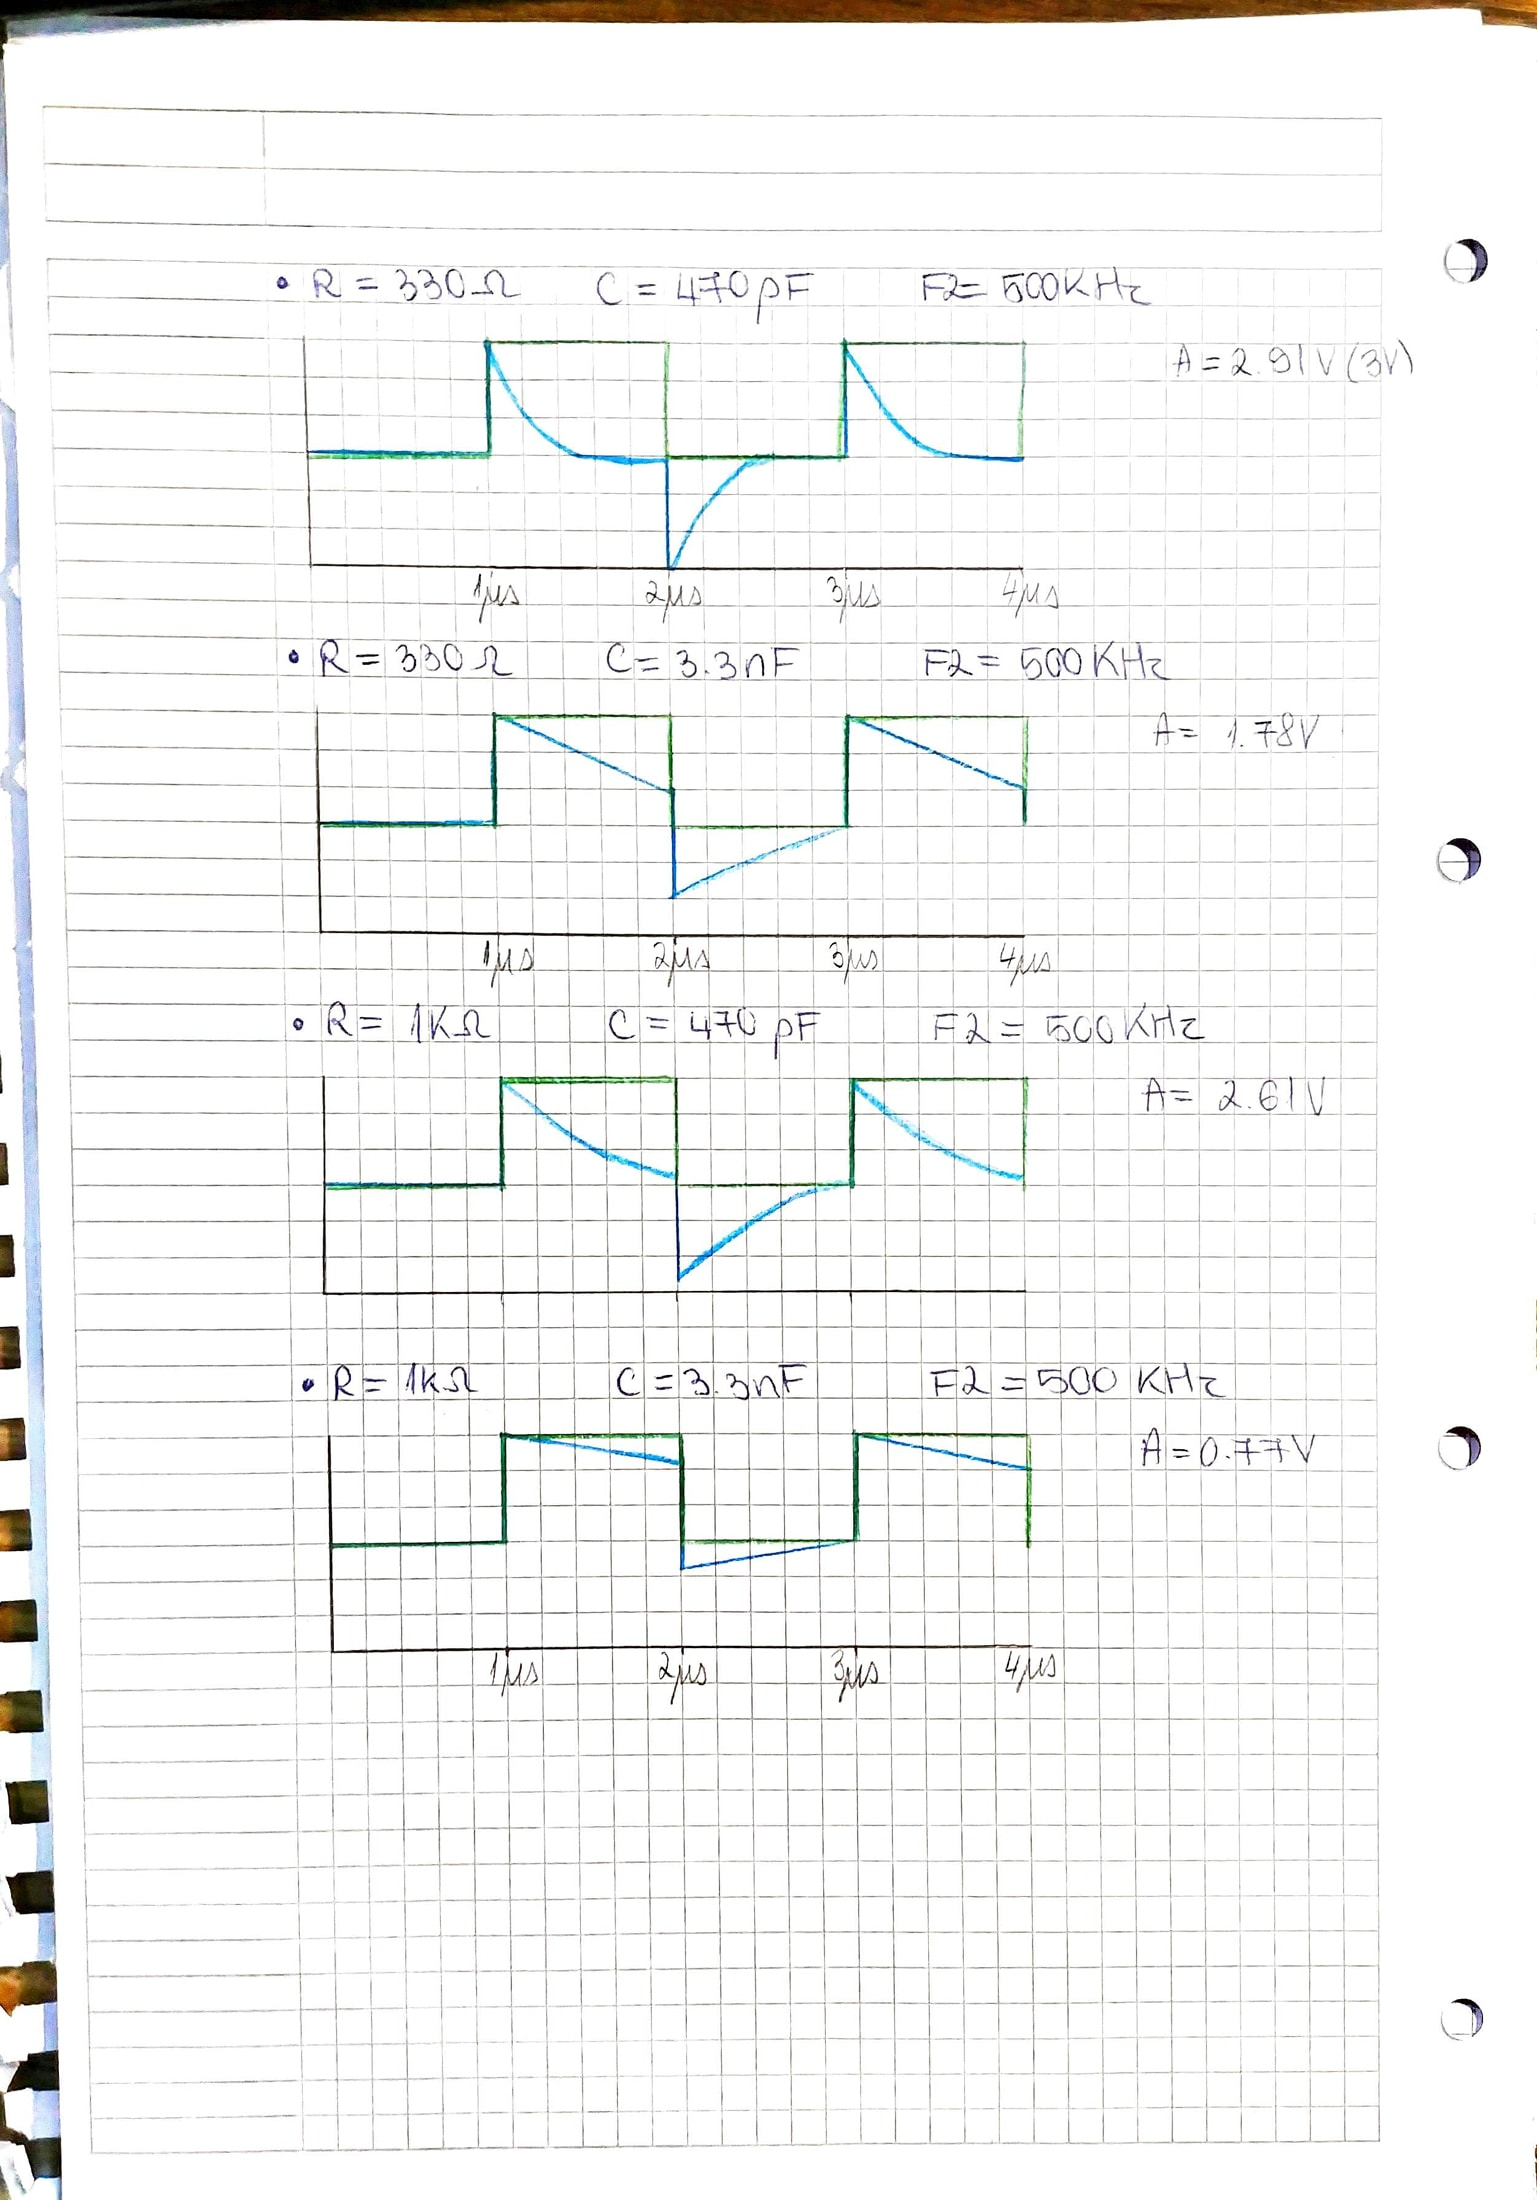 • R = 330Ω C = 470pF F2= 500KHz
A = 2.91V (3V)
1μs 2μs 3μs 4μs
• R = 330Ω C = 3.3nF F2 = 500KHz
A = 1.78V
1μs 2μs 3μs 4μs
• R = 1KΩ C = 470pF F2 = 500KHz
A = 2.61V
• R = 1kΩ C = 3.3nF F2 = 500 KHz
A = 0.77V
1μs 2μs 3μs 4μs